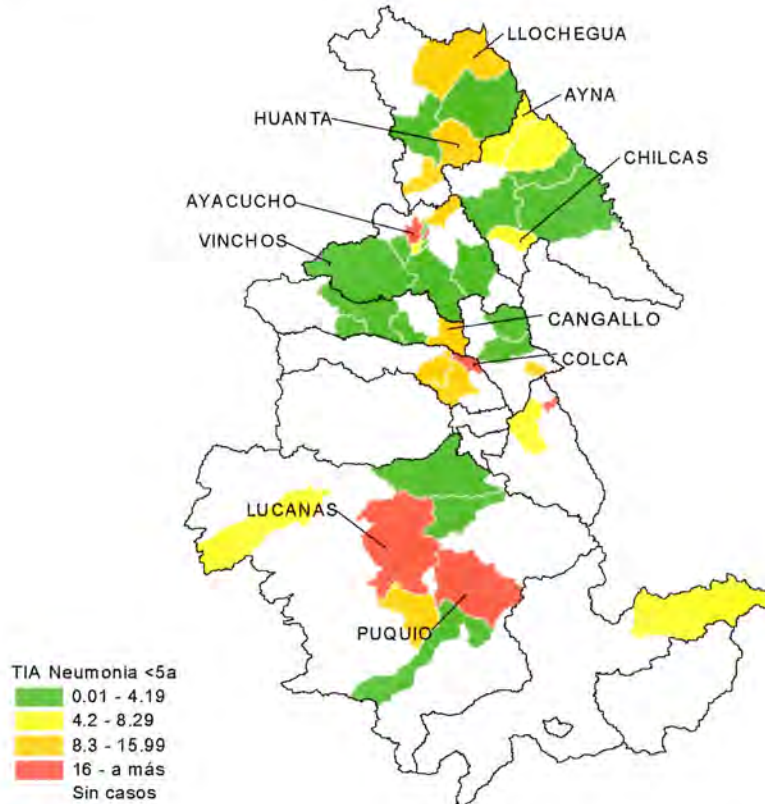 LLOCHEGUA
AYNA
HUANTA
CHILCAS
AYACUCHO
VINCHOS
CANGALLO
COLCA
LUCANAS
PUQUIO
TIA Neumonia <5a
0.01 - 4.19
4.2 - 8.29
8.3 - 15.99
16 - a más
Sin casos